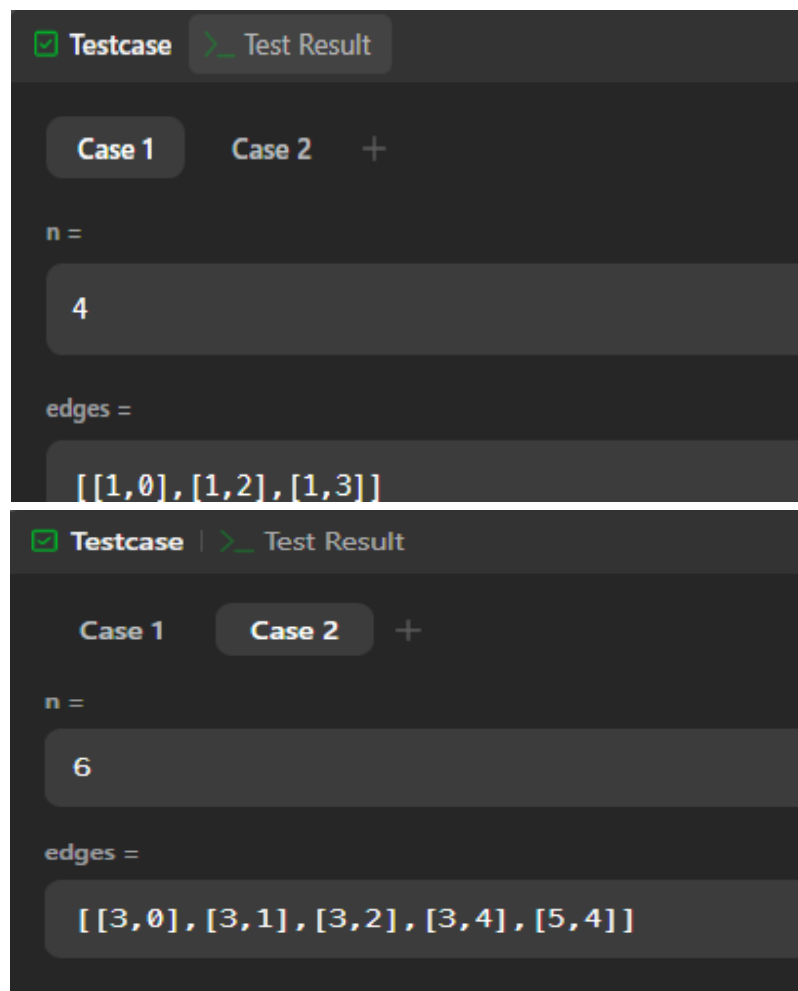 Testcase >_ Test Result
Case 1 Case 2 +
n =
4
edges =
[[1,0],[1,2],[1,3]]
Testcase | >_ Test Result
Case 1 Case 2 +
n =
6
edges =
[[3,0],[3,1],[3,2],[3,4],[5,4]]